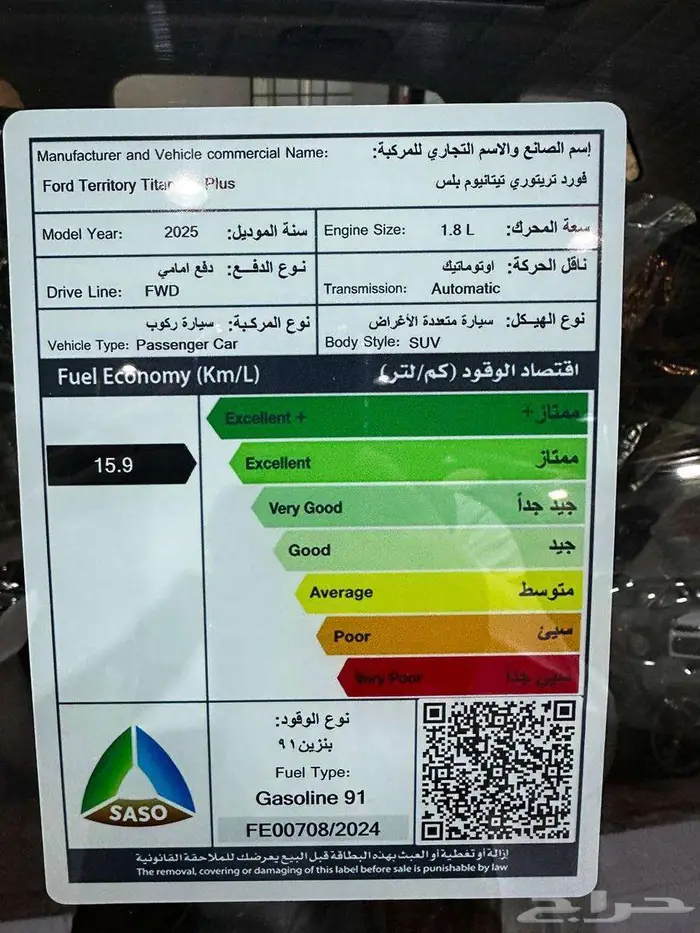 Manufacturer and Vehicle commercial Name: إسم الصانع والاسم التجاري للمركبة:
Ford Territory Titanium Plus فورد تريتوري تيتانيوم بلس
Model Year: 2025 سنة الموديل: Engine Size: 1.8 L سعة المحرك:
نـوع الدفـــع: دفع امامي ناقل الحركة: اوتوماتيك
Drive Line: FWD Transmission: Automatic
نوع المركـبة: سيارة ركوب نوع الهيكل: سيارة متعددة الأغراض
Vehicle Type: Passenger Car Body Style: SUV
Fuel Economy (Km/L) اقتصاد الوقود (كم/لتر)
Excellent + ممتاز+
15.9 Excellent ممتاز
Very Good جيد جداً
Good جيد
Average متوسط
Poor سيئ
Very Poor سيئ جدًا
نوع الوقود:
بنزين ٩١
Fuel Type:
Gasoline 91
SASO
FE00708/2024
إزالة أو تغطية أو العبث بهذه البطاقة قبل البيع يعرضك للملاحقة القانونية
The removal, covering or damaging of this label before sale is punishable by law
حراج